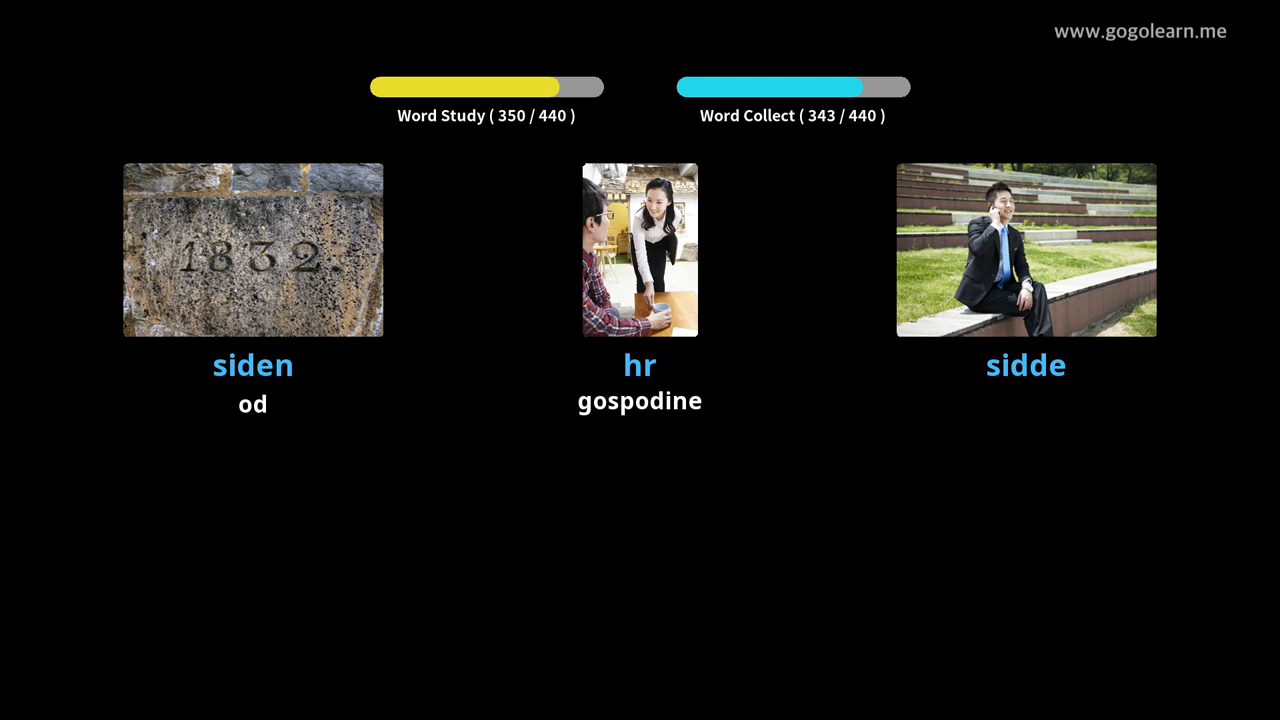 www.gogolearn.me
Word Study ( 350 / 440 )
Word Collect ( 343 / 440 )
1832.
siden
hr
sidde
od
gospodine